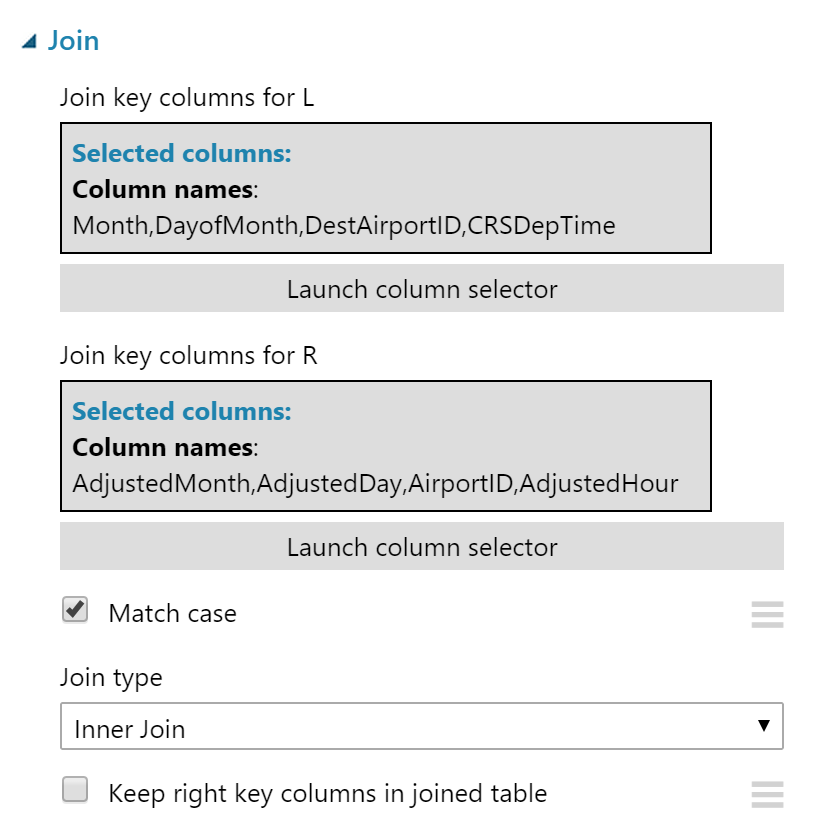 Join
Join key columns for L
Selected columns:
Column names:
Month,DayofMonth,DestAirportID,CRSDepTime
Launch column selector
Join key columns for R
Selected columns:
Column names:
AdjustedMonth,AdjustedDay,AirportID,AdjustedHour
Launch column selector
Match case
Join type
Inner Join
Keep right key columns in joined table